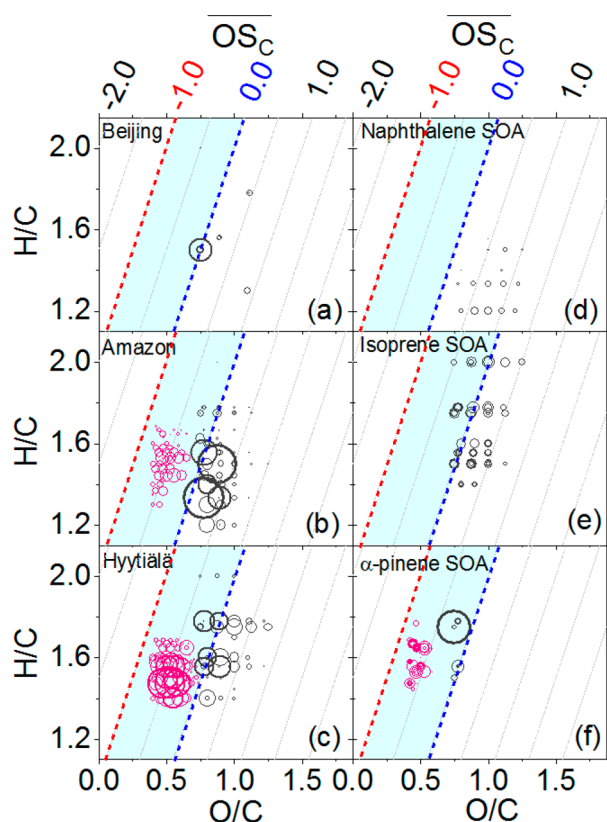 OS_C OS_C
-2.0 -1.0 0.0 1.0 -2.0 -1.0 0.0 1.0
Beijing Naphthalene SOA
2.0
H/C
1.6
1.2
(a) (d)
Amazon Isoprene SOA
2.0
H/C
1.6
1.2
(b) (e)
Hyytiälä α-pinene SOA
2.0
H/C
1.6
1.2
(c) (f)
0.0 0.5 1.0 1.5 0.0 0.5 1.0 1.5
O/C O/C